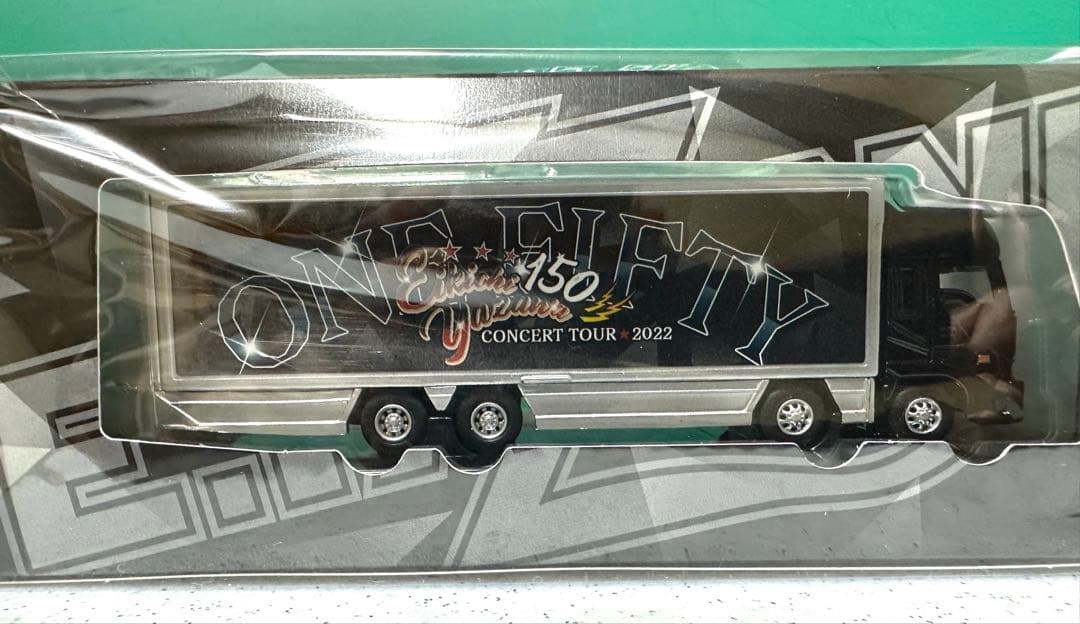 ONE FIFTY
Eikichi 150
Yazawa
CONCERT TOUR★2022